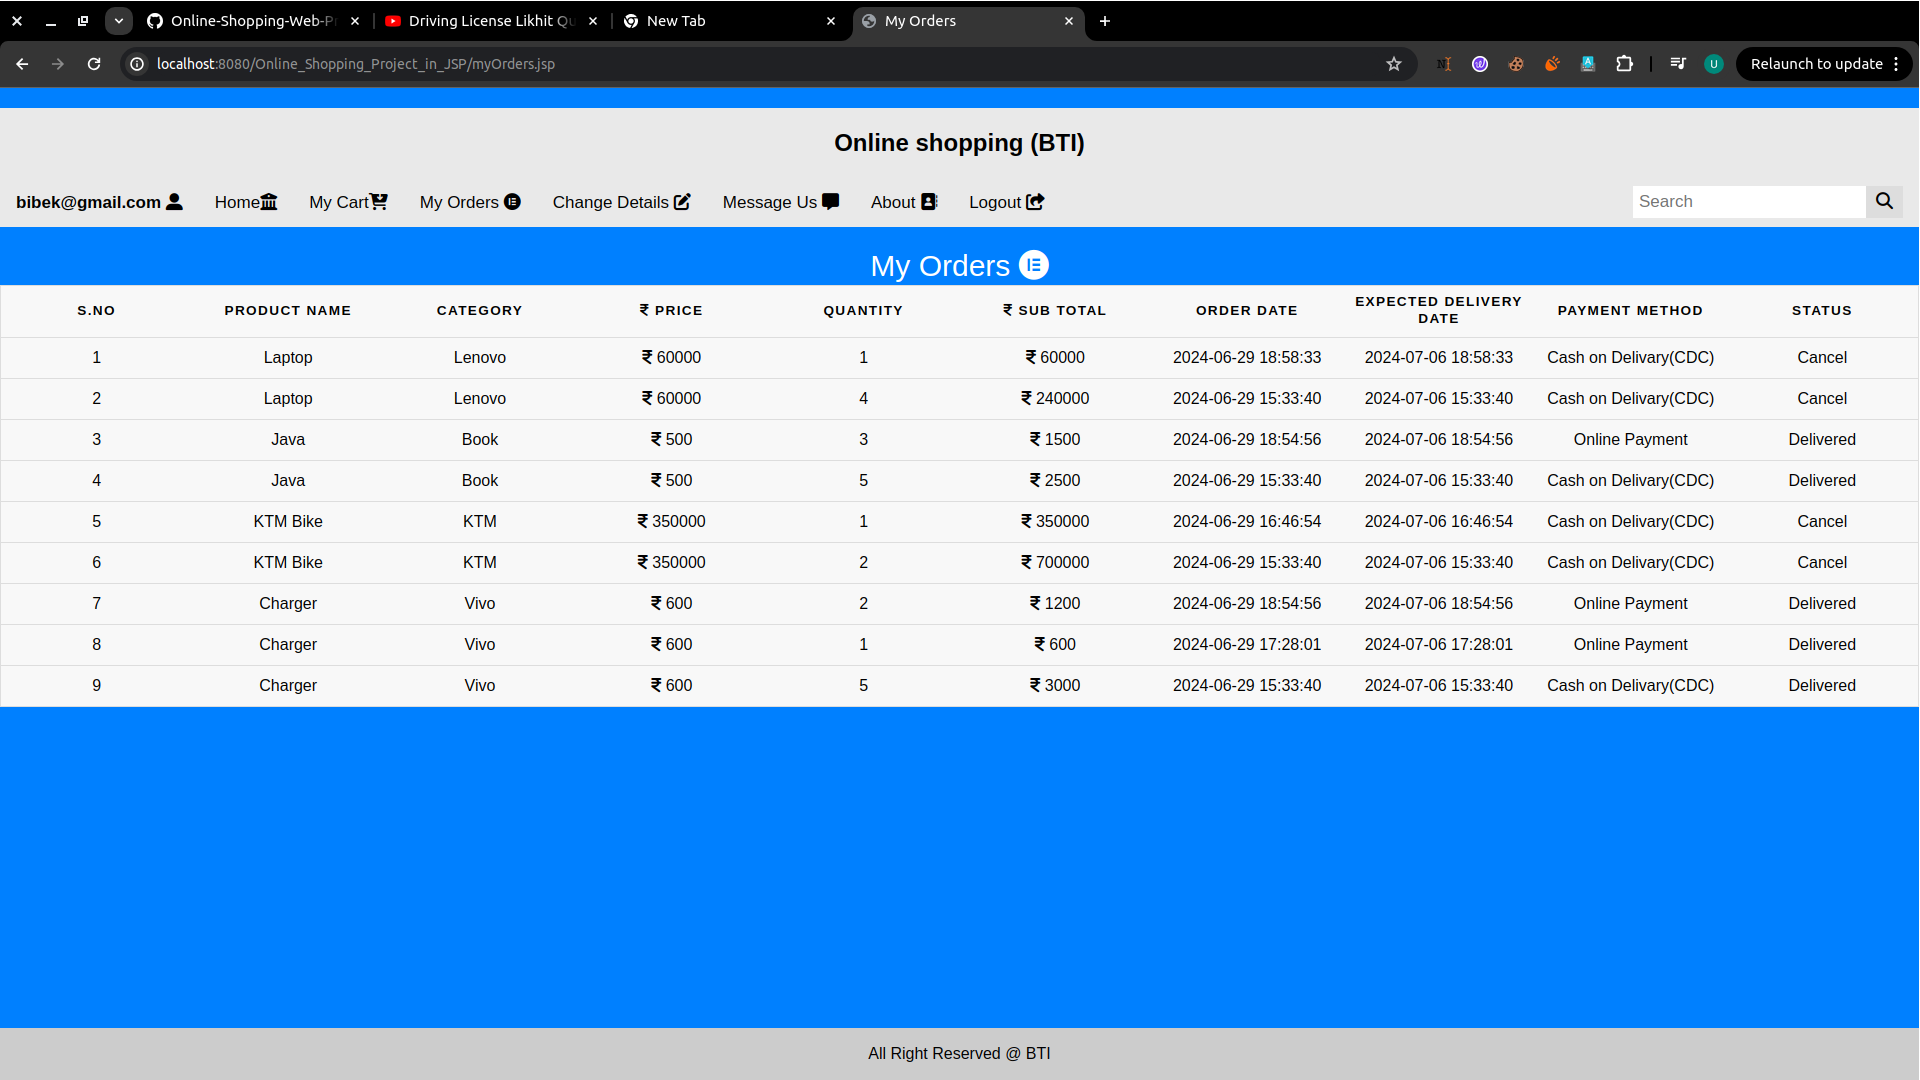 Online-Shopping-Web-Pr
Driving License Likhit Qu
New Tab
My Orders
localhost:8080/Online_Shopping_Project_in_JSP/myOrders.jsp
U
Relaunch to update
Online shopping (BTI)
bibek@gmail.com Home My Cart My Orders Change Details Message Us About Logout Search
My Orders
S.NO PRODUCT NAME CATEGORY ₹ PRICE QUANTITY ₹ SUB TOTAL ORDER DATE EXPECTED DELIVERY DATE PAYMENT METHOD STATUS
1 Laptop Lenovo ₹ 60000 1 ₹ 60000 2024-06-29 18:58:33 2024-07-06 18:58:33 Cash on Delivary(CDC) Cancel
2 Laptop Lenovo ₹ 60000 4 ₹ 240000 2024-06-29 15:33:40 2024-07-06 15:33:40 Cash on Delivary(CDC) Cancel
3 Java Book ₹ 500 3 ₹ 1500 2024-06-29 18:54:56 2024-07-06 18:54:56 Online Payment Delivered
4 Java Book ₹ 500 5 ₹ 2500 2024-06-29 15:33:40 2024-07-06 15:33:40 Cash on Delivary(CDC) Delivered
5 KTM Bike KTM ₹ 350000 1 ₹ 350000 2024-06-29 16:46:54 2024-07-06 16:46:54 Cash on Delivary(CDC) Cancel
6 KTM Bike KTM ₹ 350000 2 ₹ 700000 2024-06-29 15:33:40 2024-07-06 15:33:40 Cash on Delivary(CDC) Cancel
7 Charger Vivo ₹ 600 2 ₹ 1200 2024-06-29 18:54:56 2024-07-06 18:54:56 Online Payment Delivered
8 Charger Vivo ₹ 600 1 ₹ 600 2024-06-29 17:28:01 2024-07-06 17:28:01 Online Payment Delivered
9 Charger Vivo ₹ 600 5 ₹ 3000 2024-06-29 15:33:40 2024-07-06 15:33:40 Cash on Delivary(CDC) Delivered
All Right Reserved @ BTI